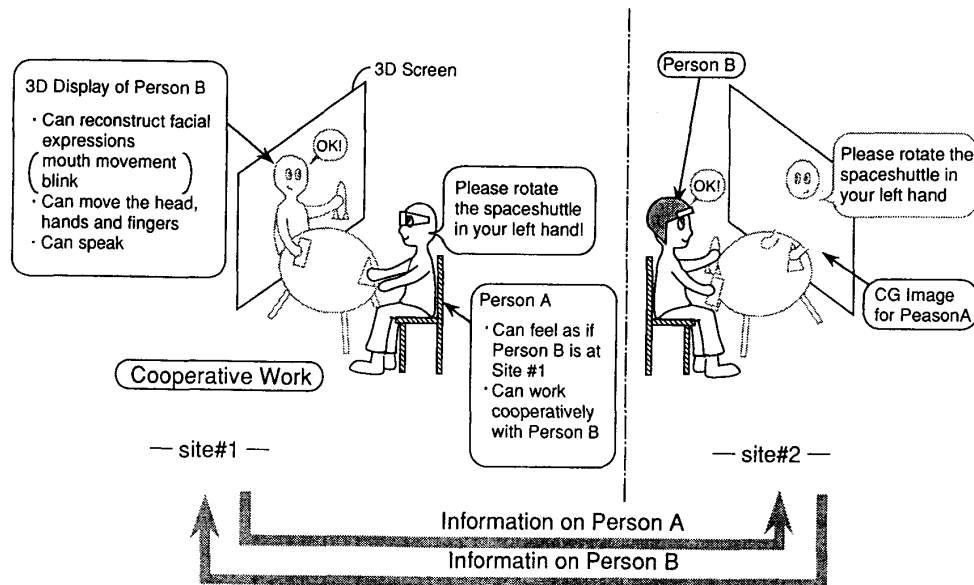 3D Display of Person B
· Can reconstruct facial
expressions
mouth movement
blink
· Can move the head,
hands and fingers
· Can speak
3D Screen
OK!
Please rotate
the spaceshuttle
in your left hand!
Person A
· Can feel as if
Person B is at
Site #1
· Can work
cooperatively
with Person B
Cooperative Work
— site#1 —
Person B
OK!
Please rotate the
spaceshuttle in
your left hand
CG Image
for PeasonA
— site#2 —
Information on Person A
Informatin on Person B